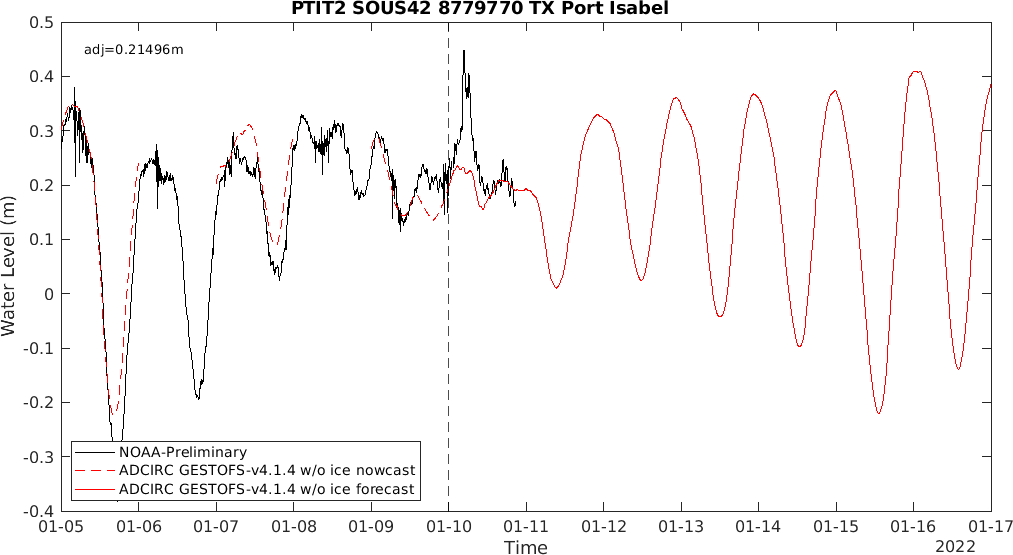 PTIT2 SOUS42 8779770 TX Port Isabel
adj=0.21496m
0.5
0.4
0.3
0.2
0.1
0
-0.1
-0.2
-0.3
-0.4
Water Level (m)
NOAA-Preliminary
ADCIRC GESTOFS-v4.1.4 w/o ice nowcast
ADCIRC GESTOFS-v4.1.4 w/o ice forecast
01-05 01-06 01-07 01-08 01-09 01-10 01-11 01-12 01-13 01-14 01-15 01-16 01-17
Time
2022